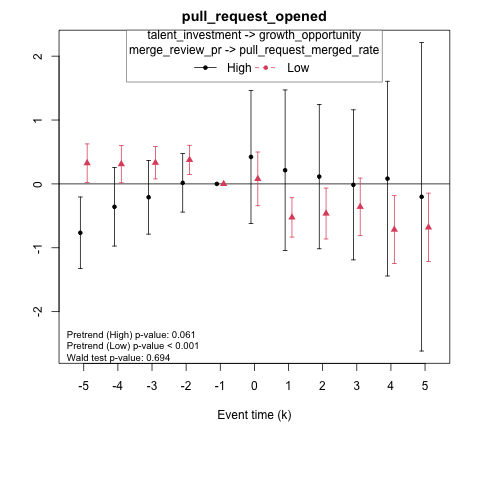 pull_request_opened
talent_investment -> growth_opportunity
merge_review_pr -> pull_request_merged_rate
High Low
2
1
0
-1
-2
Pretrend (High) p-value: 0.061
Pretrend (Low) p-value < 0.001
Wald test p-value: 0.694
-5 -4 -3 -2 -1 0 1 2 3 4 5
Event time (k)